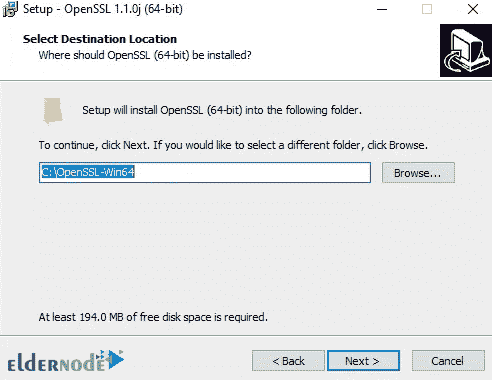 Setup - OpenSSL 1.1.0j (64-bit)
Select Destination Location
Where should OpenSSL (64-bit) be installed?
Setup will install OpenSSL (64-bit) into the following folder.
To continue, click Next. If you would like to select a different folder, click Browse.
C:\OpenSSL-Win64 Browse...
At least 194.0 MB of free disk space is required.
eLDERNODE < Back Next > Cancel